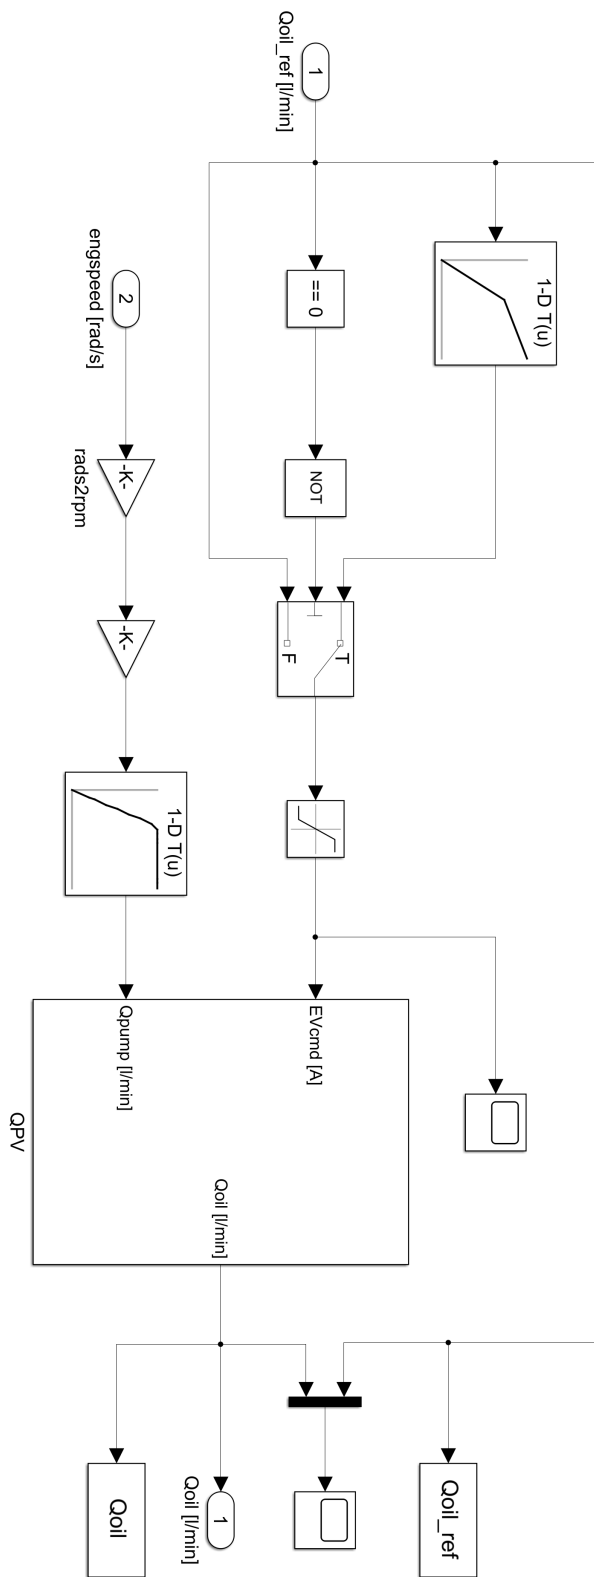 1-D T(u)
Qoil_ref
1
Qoil_ref [l/min]
== 0
NOT
T
F
EVcmd [A]
Qoil [l/min]
1
Qoil [l/min]
2
engspeed [rad/s]
-K-
rads2rpm
-K-
1-D T(u)
Qpump [l/min]
QPV
Qoil